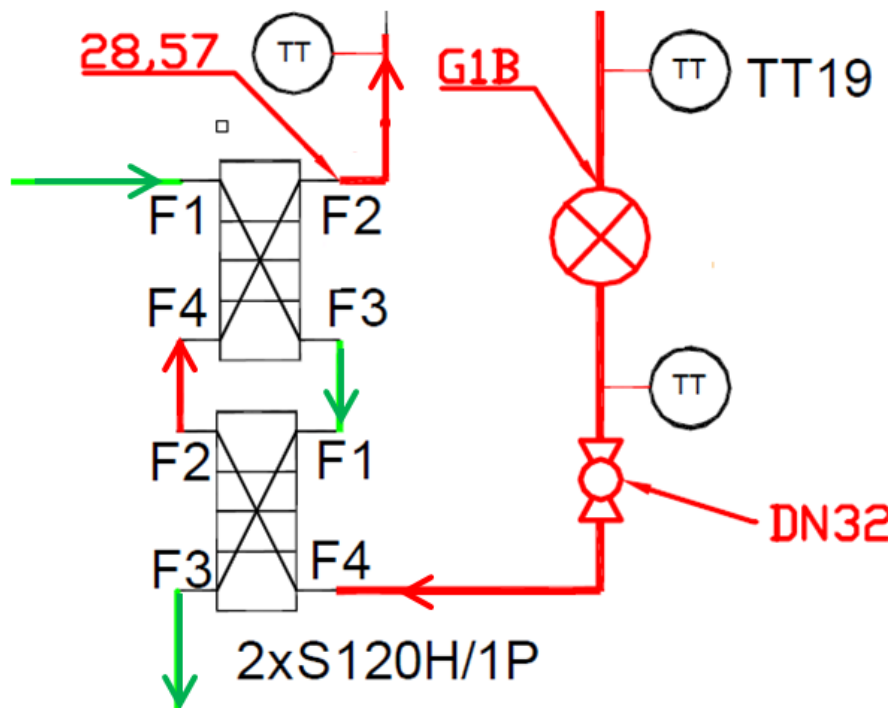 28,57
TT
G1B
TT
TT19
F1
F2
F4
F3
TT
F2
F1
DN32
F3
F4
2xS120H/1P